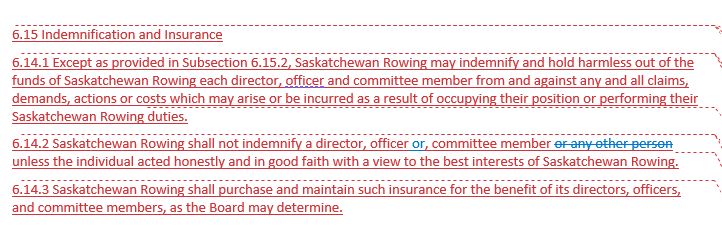 6.15 Indemnification and Insurance
6.14.1 Except as provided in Subsection 6.15.2, Saskatchewan Rowing may indemnify and hold harmless out of the
funds of Saskatchewan Rowing each director, officer and committee member from and against any and all claims,
demands, actions or costs which may arise or be incurred as a result of occupying their position or performing their
Saskatchewan Rowing duties.
6.14.2 Saskatchewan Rowing shall not indemnify a director, officer or, committee member or any other person
unless the individual acted honestly and in good faith with a view to the best interests of Saskatchewan Rowing.
6.14.3 Saskatchewan Rowing shall purchase and maintain such insurance for the benefit of its directors, officers,
and committee members, as the Board may determine.